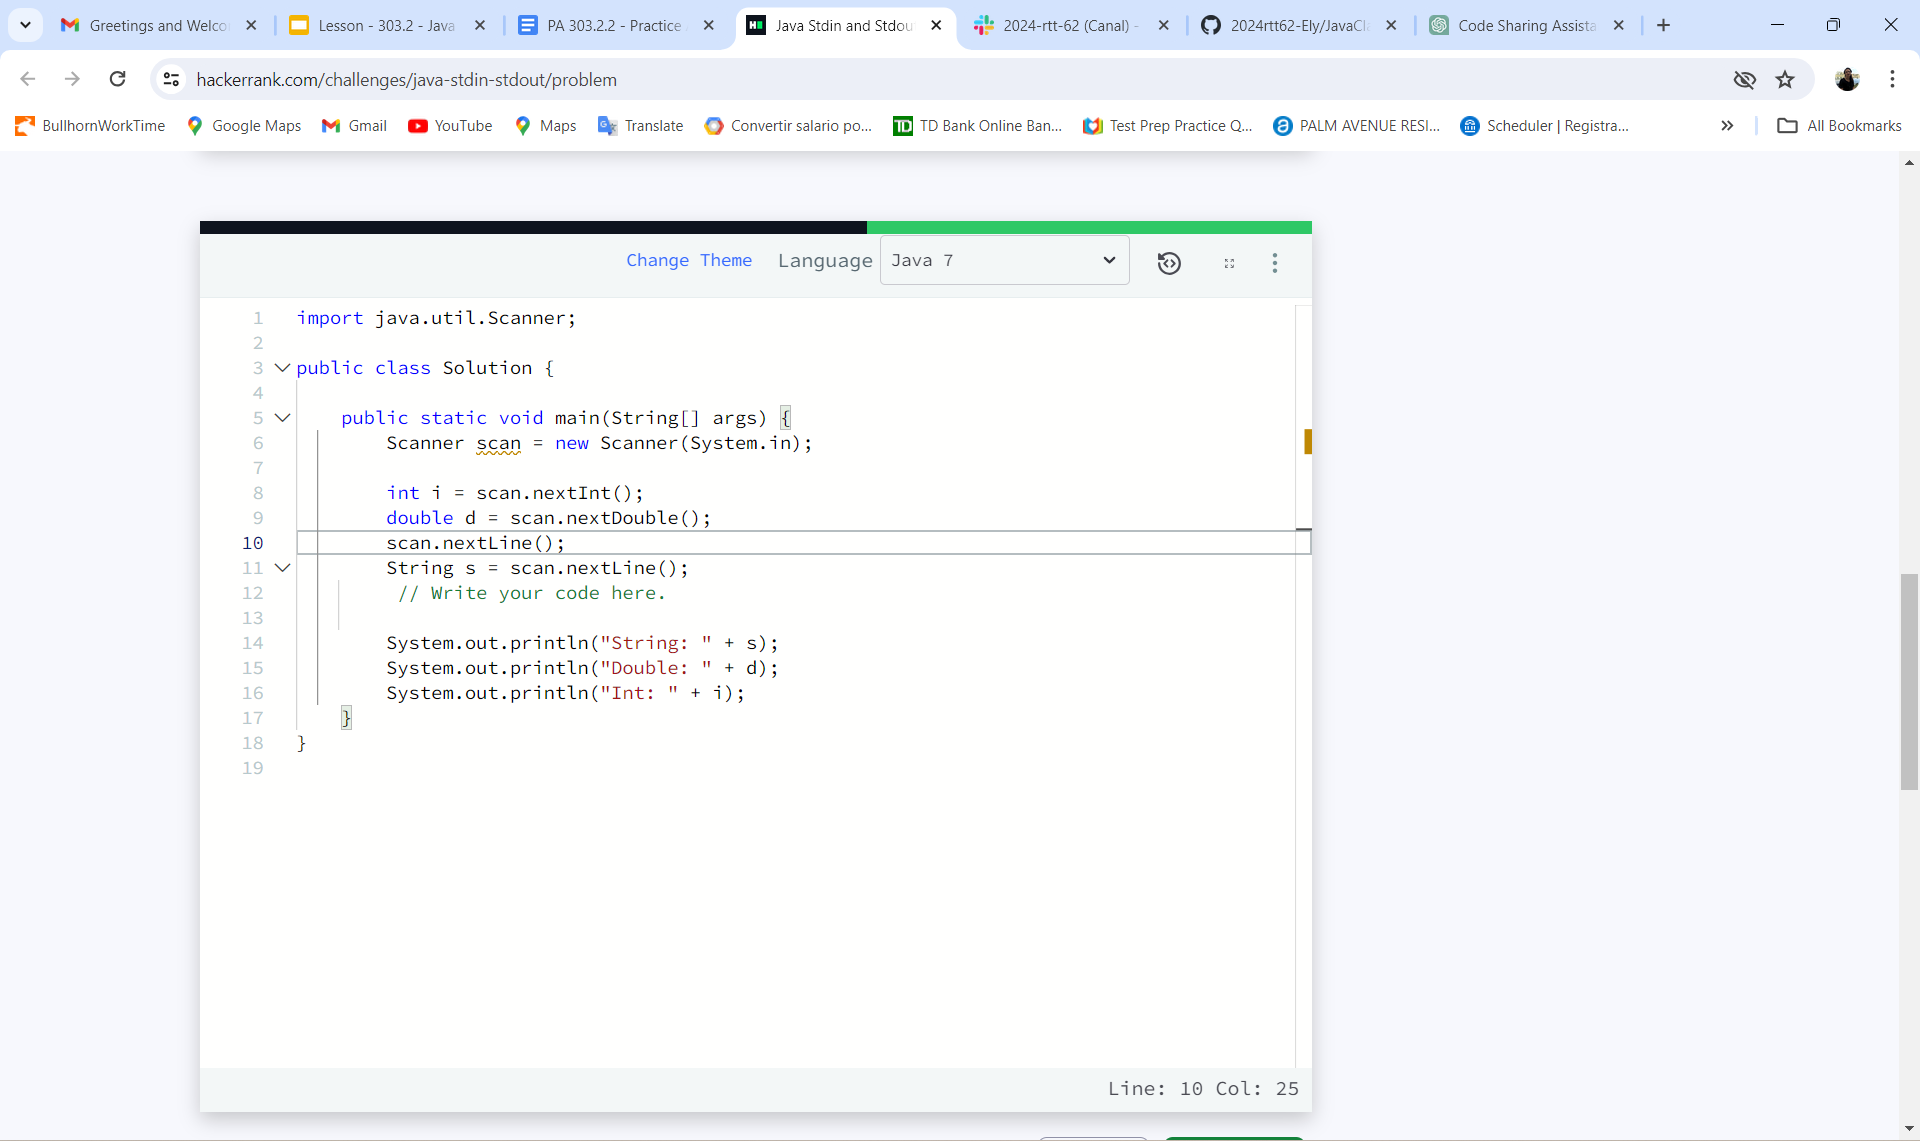 Greetings and Welco
Lesson - 303.2 - Java
PA 303.2.2 - Practice
Java Stdin and Stdou
2024-rtt-62 (Canal) -
2024rtt62-Ely/JavaCl
Code Sharing Assista
hackerrank.com/challenges/java-stdin-stdout/problem
BullhornWorkTime
Google Maps
Gmail
YouTube
Maps
Translate
Convertir salario po...
TD Bank Online Ban...
Test Prep Practice Q...
PALM AVENUE RESI...
Scheduler | Registra...
All Bookmarks
Change Theme Language Java 7
1 import java.util.Scanner;
2
3 public class Solution {
4
5 public static void main(String[] args) {
6 Scanner scan = new Scanner(System.in);
7
8 int i = scan.nextInt();
9 double d = scan.nextDouble();
10 scan.nextLine();
11 String s = scan.nextLine();
12 // Write your code here.
13
14 System.out.println("String: " + s);
15 System.out.println("Double: " + d);
16 System.out.println("Int: " + i);
17 }
18 }
19
Line: 10 Col: 25